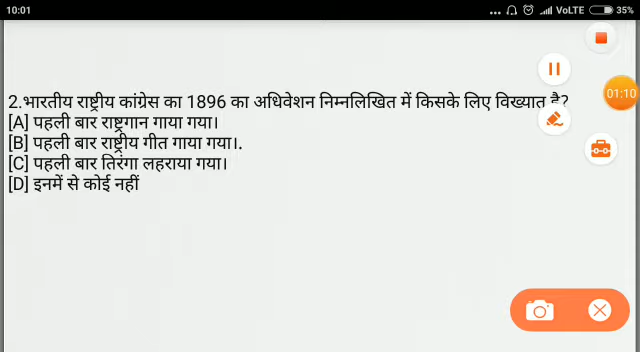 10:01 ... VoLTE 35%
01:10
2.भारतीय राष्ट्रीय कांग्रेस का 1896 का अधिवेशन निम्नलिखित में किसके लिए विख्यात है?
[A] पहली बार राष्ट्रगान गाया गया।
[B] पहली बार राष्ट्रीय गीत गाया गया।.
[C] पहली बार तिरंगा लहराया गया।
[D] इनमें से कोई नहीं